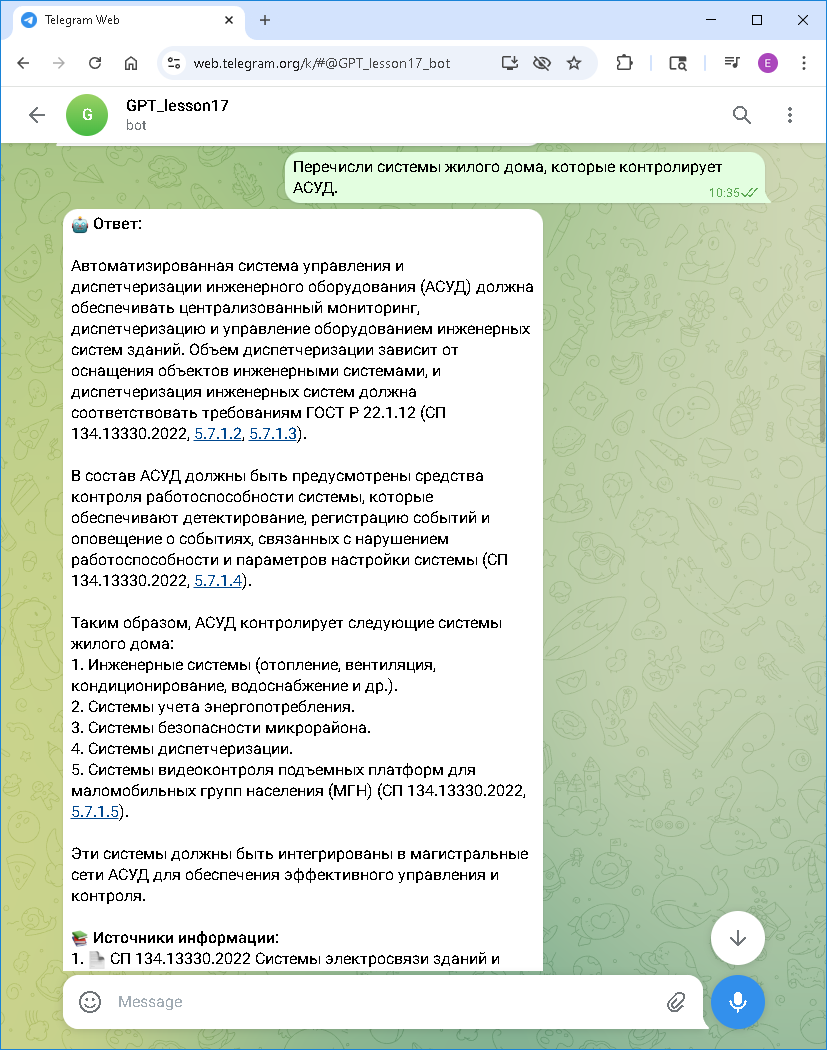 Telegram Web
web.telegram.org/k/#@GPT_lesson17_bot
E
G
GPT_lesson17
bot
Перечисли системы жилого дома, которые контролирует
АСУД.
10:35
Ответ:
Автоматизированная система управления и
диспетчеризации инженерного оборудования (АСУД) должна
обеспечивать централизованный мониторинг,
диспетчеризацию и управление оборудованием инженерных
систем зданий. Объем диспетчеризации зависит от
оснащения объектов инженерными системами, и
диспетчеризация инженерных систем должна
соответствовать требованиям ГОСТ Р 22.1.12 (СП
134.13330.2022, 5.7.1.2, 5.7.1.3).
В состав АСУД должны быть предусмотрены средства
контроля работоспособности системы, которые
обеспечивают детектирование, регистрацию событий и
оповещение о событиях, связанных с нарушением
работоспособности и параметров настройки системы (СП
134.13330.2022, 5.7.1.4).
Таким образом, АСУД контролирует следующие системы
жилого дома:
1. Инженерные системы (отопление, вентиляция,
кондиционирование, водоснабжение и др.).
2. Системы учета энергопотребления.
3. Системы безопасности микрорайона.
4. Системы диспетчеризации.
5. Системы видеоконтроля подъемных платформ для
маломобильных групп населения (МГН) (СП 134.13330.2022,
5.7.1.5).
Эти системы должны быть интегрированы в магистральные
сети АСУД для обеспечения эффективного управления и
контроля.
Источники информации:
1. СП 134.13330.2022 Системы электросвязи зданий и
Message